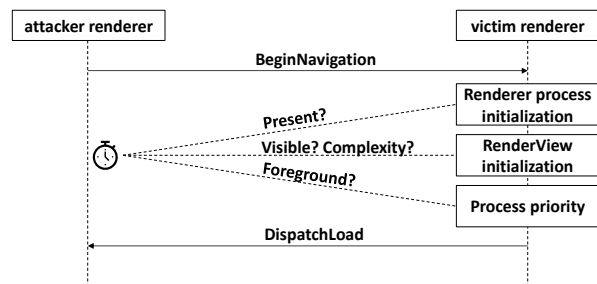 attacker renderer
victim renderer
BeginNavigation
Renderer process
initialization
Present?
Visible? Complexity?
RenderView
initialization
Foreground?
Process priority
DispatchLoad